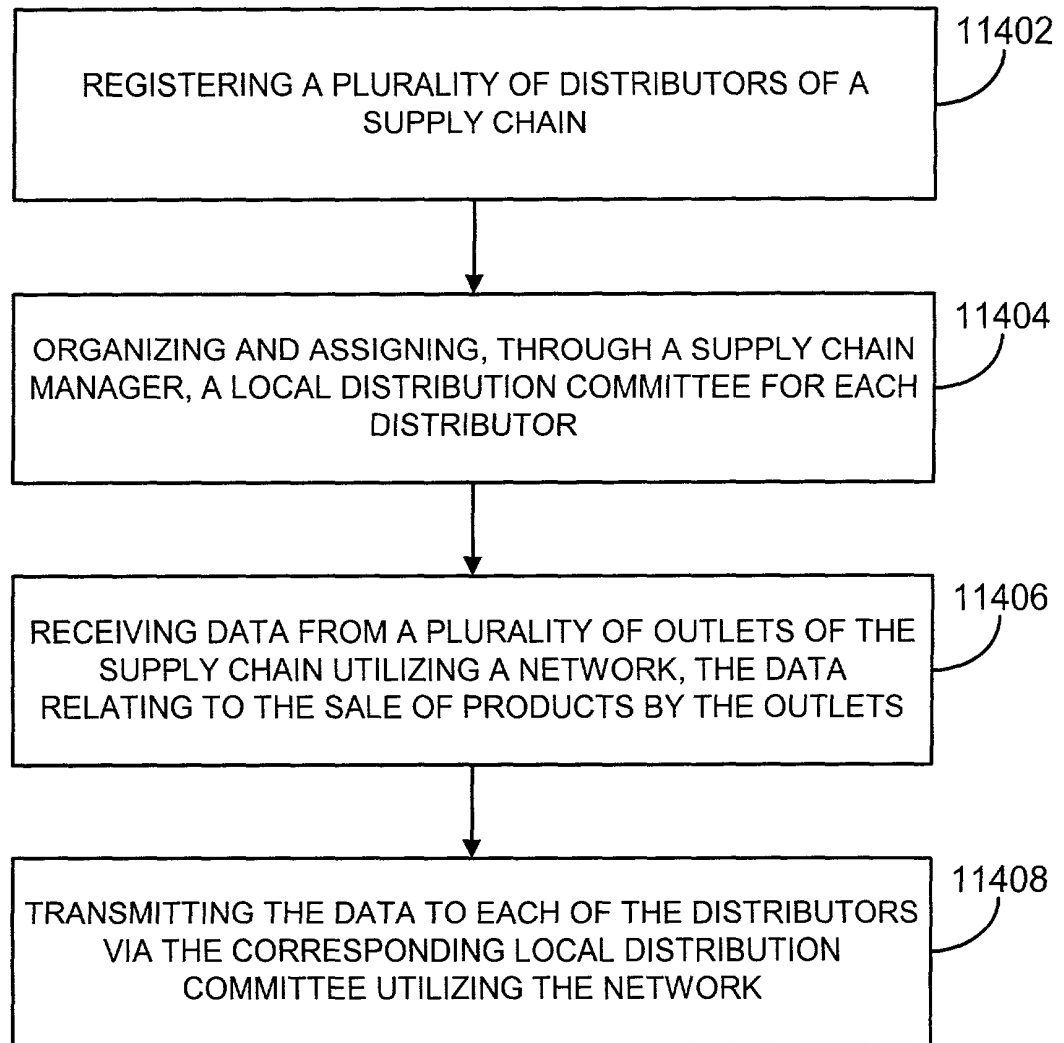 11402
REGISTERING A PLURALITY OF DISTRIBUTORS OF A
SUPPLY CHAIN
11404
ORGANIZING AND ASSIGNING, THROUGH A SUPPLY CHAIN
MANAGER, A LOCAL DISTRIBUTION COMMITTEE FOR EACH
DISTRIBUTOR
11406
RECEIVING DATA FROM A PLURALITY OF OUTLETS OF THE
SUPPLY CHAIN UTILIZING A NETWORK, THE DATA
RELATING TO THE SALE OF PRODUCTS BY THE OUTLETS
11408
TRANSMITTING THE DATA TO EACH OF THE DISTRIBUTORS
VIA THE CORRESPONDING LOCAL DISTRIBUTION
COMMITTEE UTILIZING THE NETWORK